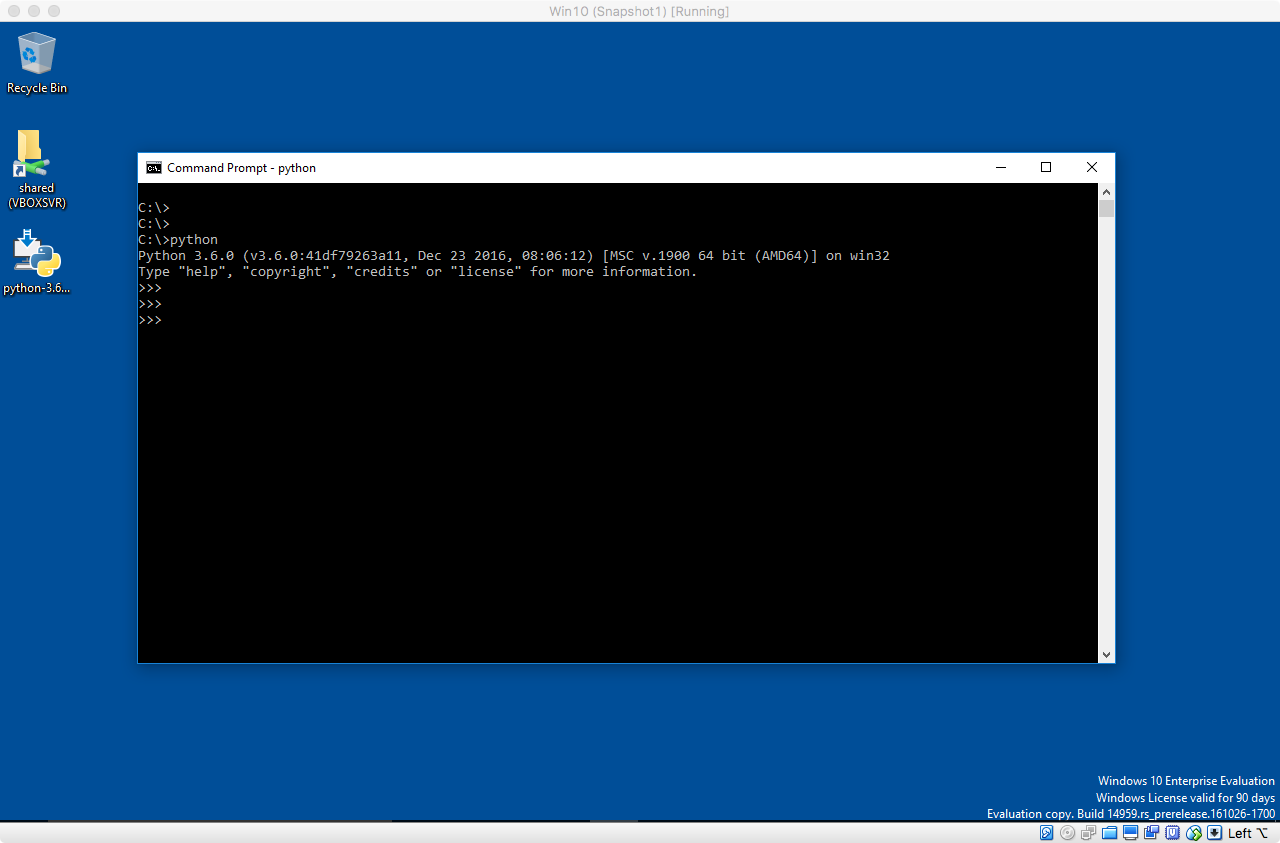 Win10 (Snapshot1) [Running]
Recycle Bin
shared
(VBOXSVR)
python-3.6...
Command Prompt - python
C:\>
C:\>
C:\>python
Python 3.6.0 (v3.6.0:41df79263a11, Dec 23 2016, 08:06:12) [MSC v.1900 64 bit (AMD64)] on win32
Type "help", "copyright", "credits" or "license" for more information.
>>>
>>>
>>>
Windows 10 Enterprise Evaluation
Windows License valid for 90 days
Evaluation copy. Build 14959.rs_prerelease.161026-1700
Left ⌥